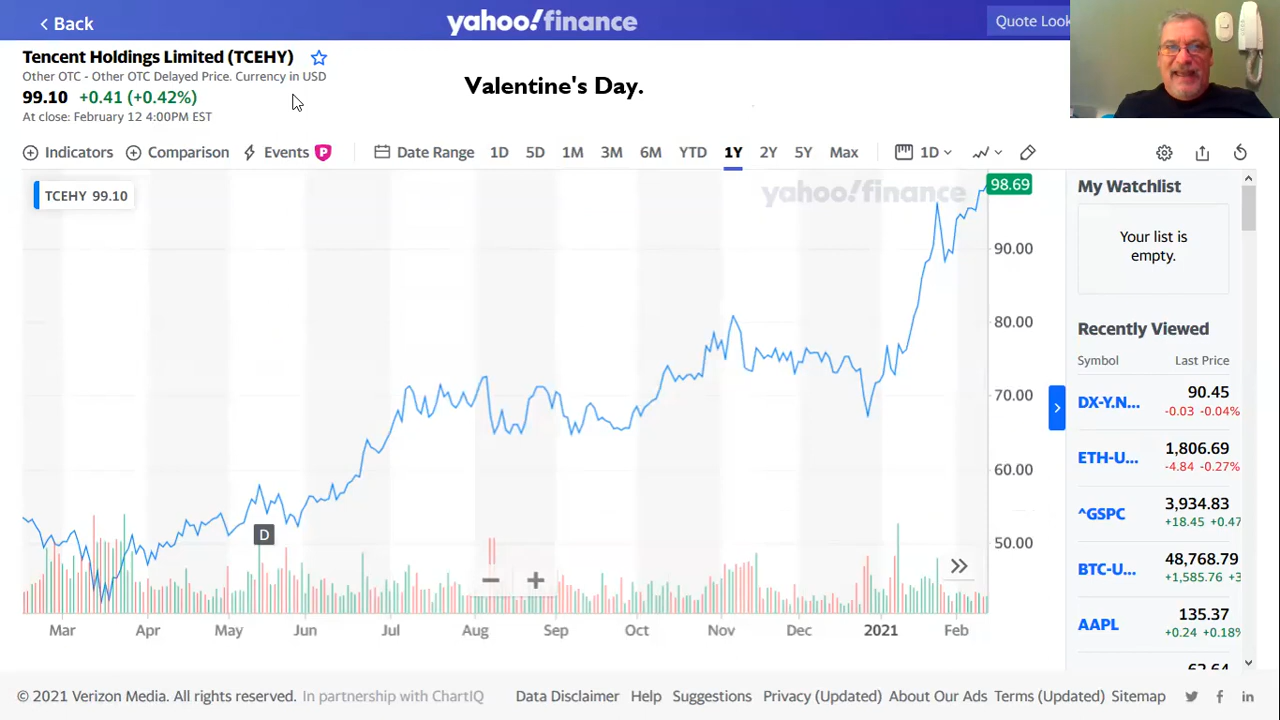 Back
yahoo!finance
Quote Look
Tencent Holdings Limited (TCEHY)
Other OTC - Other OTC Delayed Price. Currency in USD
Valentine's Day.
99.10 +0.41 (+0.42%)
At close: February 12 4:00PM EST
Indicators Comparison Events P Date Range 1D 5D 1M 3M 6M YTD 1Y 2Y 5Y Max 1D
TCEHY 99.10
yahoo!finance
98.69
90.00
80.00
70.00
60.00
50.00
D
Mar Apr May Jun Jul Aug Sep Oct Nov Dec 2021 Feb
My Watchlist
Your list is
empty.
Recently Viewed
Symbol Last Price
DX-Y.N... 90.45
-0.03 -0.04%
ETH-U... 1,806.69
-4.84 -0.27%
^GSPC 3,934.83
+18.45 +0.47
BTC-U... 48,768.79
+1,585.76 +3
AAPL 135.37
+0.24 +0.18%
© 2021 Verizon Media. All rights reserved. In partnership with ChartIQ Data Disclaimer Help Suggestions Privacy (Updated) About Our Ads Terms (Updated) Sitemap